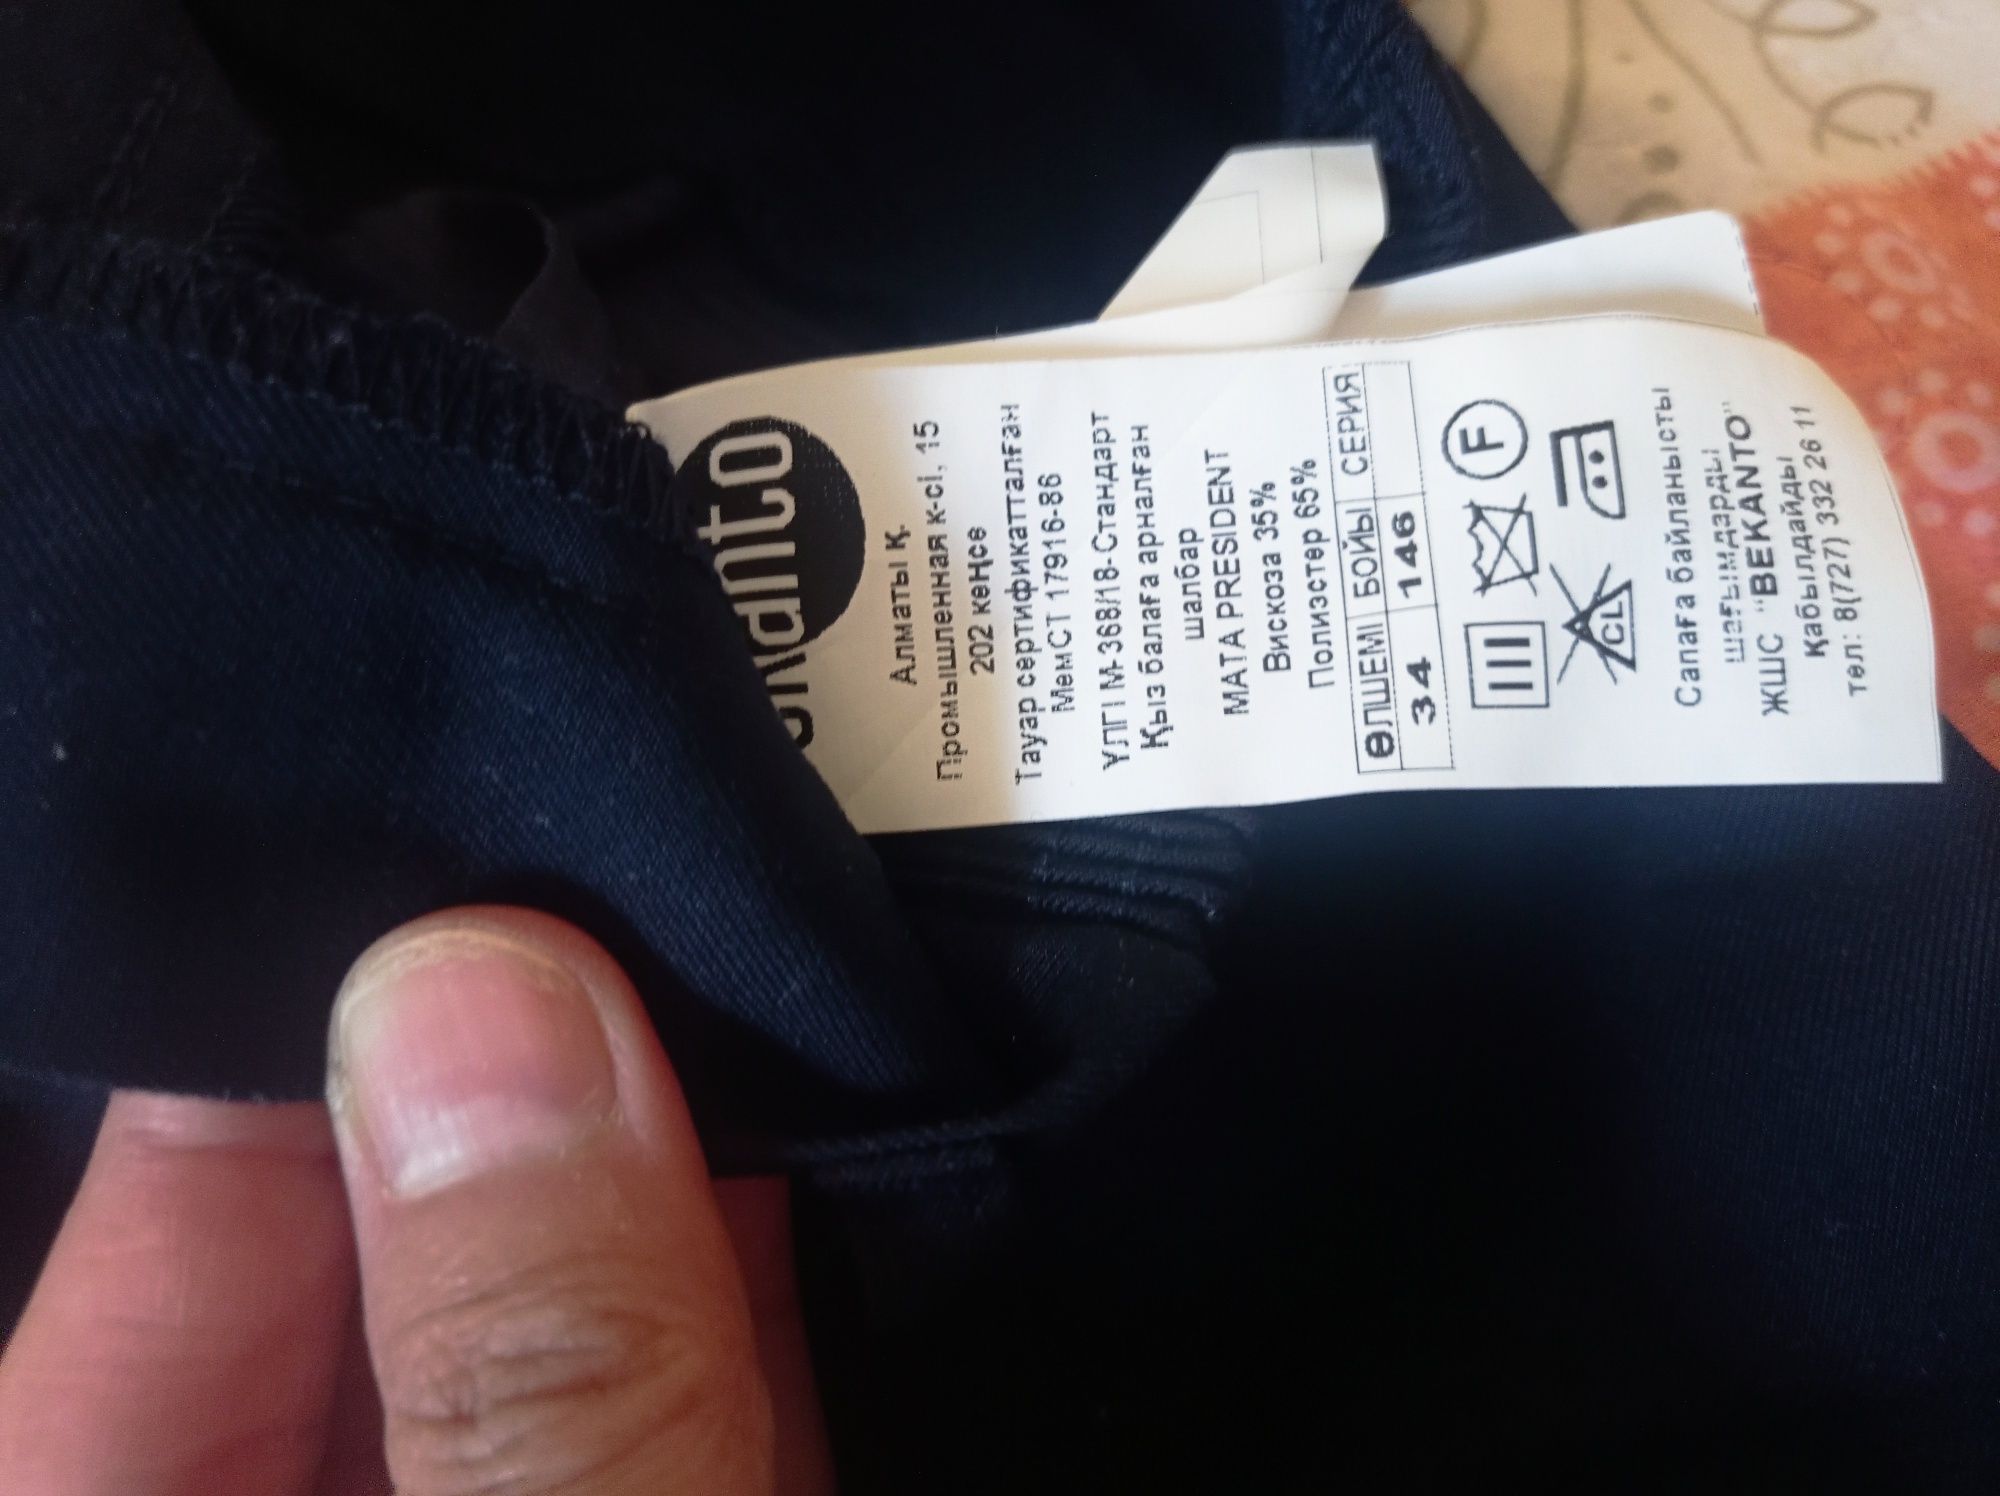 Алматы Қ.
Промышленная к-сі, 15
202 кеңсе
Тауар сертификатталған
МемСТ 17916-86
ҮЛГІ М-368/18-Стандарт
Қыз балаға арналған
шалбар
МАТА PRESIDENT
Вискоза 35%
Полиэстер 65%
ӨЛШЕМІ БОЙЫ СЕРИЯ
34 146
F
CL
Сапаға байланысты
шағымдарды
ЖШС "BEKANTO"
қабылдайды
тел: 8(727) 332 26 11